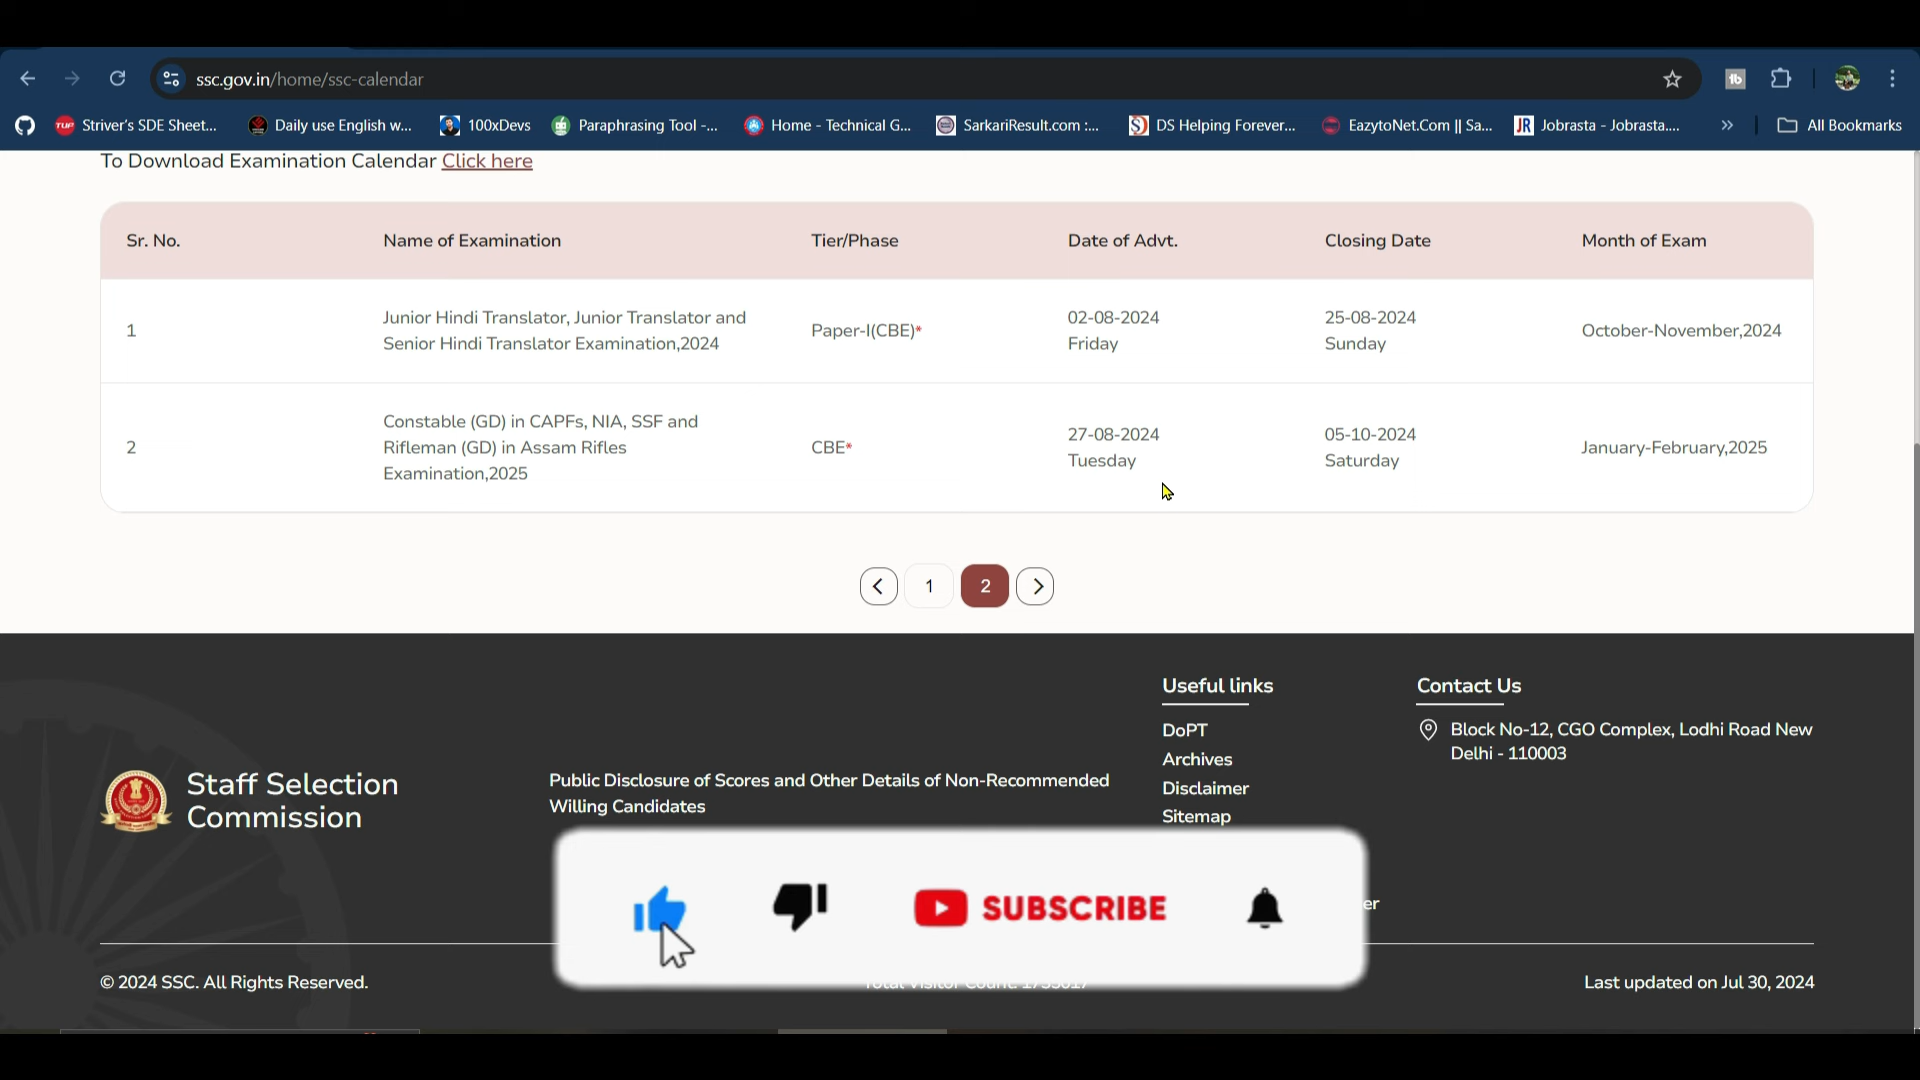 ssc.gov.in/home/ssc-calendar
TUF Striver's SDE Sheet... Daily use English w... 100xDevs Paraphrasing Tool -... Home - Technical G... SarkariResult.com :... DS Helping Forever... EazytoNet.Com || Sa... JR Jobrasta - Jobrasta.... » All Bookmarks
To Download Examination Calendar Click here
Sr. No. Name of Examination Tier/Phase Date of Advt. Closing Date Month of Exam
Junior Hindi Translator, Junior Translator and 02-08-2024 25-08-2024
1 Paper-I(CBE)* October-November,2024
Senior Hindi Translator Examination,2024 Friday Sunday
Constable (GD) in CAPFs, NIA, SSF and 27-08-2024 05-10-2024
2 Rifleman (GD) in Assam Rifles CBE* January-February,2025
Examination,2025 Tuesday Saturday
1 2
Useful links Contact Us
DoPT Block No-12, CGO Complex, Lodhi Road New
Archives Delhi - 110003
Staff Selection Public Disclosure of Scores and Other Details of Non-Recommended Disclaimer
Commission Willing Candidates Sitemap
SUBSCRIBE er
© 2024 SSC. All Rights Reserved. Last updated on Jul 30, 2024